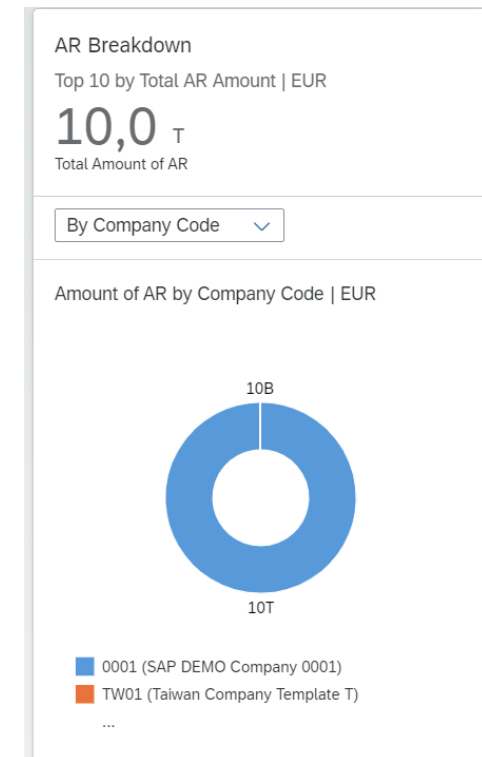 AR Breakdown
Top 10 by Total AR Amount | EUR
10,0 T
Total Amount of AR
By Company Code
Amount of AR by Company Code | EUR
10B
10T
0001 (SAP DEMO Company 0001)
TW01 (Taiwan Company Template T)
...